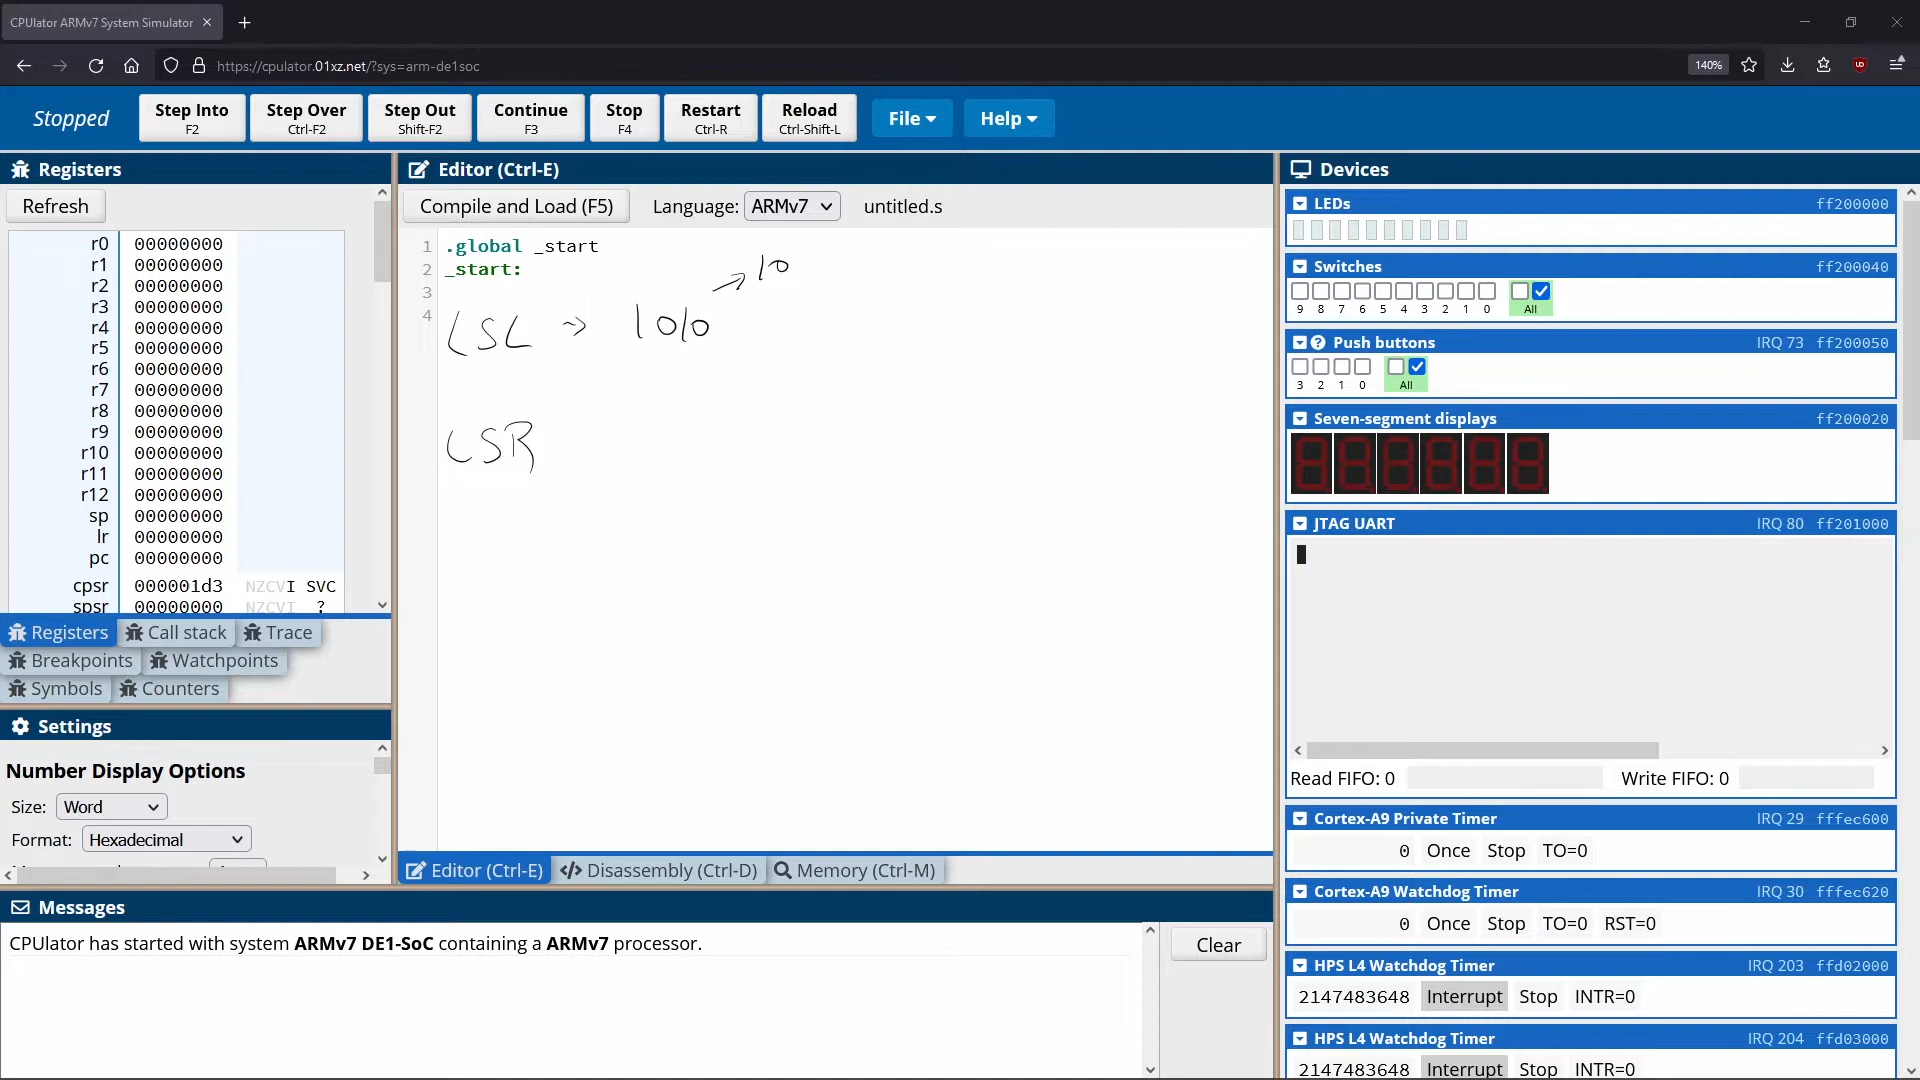 CPUlator ARMv7 System Simulator
https://cpulator.01xz.net/?sys=arm-de1soc
140%
Stopped
Step Into F2
Step Over Ctrl-F2
Step Out Shift-F2
Continue F3
Stop F4
Restart Ctrl-R
Reload Ctrl-Shift-L
File
Help
Registers
Refresh
r0 00000000
r1 00000000
r2 00000000
r3 00000000
r4 00000000
r5 00000000
r6 00000000
r7 00000000
r8 00000000
r9 00000000
r10 00000000
r11 00000000
r12 00000000
sp 00000000
lr 00000000
pc 00000000
cpsr 000001d3 NZCVI SVC
spsr 00000000 NZCVI ?
Registers Call stack Trace
Breakpoints Watchpoints
Symbols Counters
Settings
Number Display Options
Size: Word
Format: Hexadecimal
Editor (Ctrl-E)
Compile and Load (F5) Language: ARMv7 untitled.s
1 .global _start
2 _start:
3
4
10
LSL -> 1010
LSR
Editor (Ctrl-E) Disassembly (Ctrl-D) Memory (Ctrl-M)
Messages
CPUlator has started with system ARMv7 DE1-SoC containing a ARMv7 processor.
Clear
Devices
LEDs ff200000
Switches ff200040
9 8 7 6 5 4 3 2 1 0 All
Push buttons IRQ 73 ff200050
3 2 1 0 All
Seven-segment displays ff200020
JTAG UART IRQ 80 ff201000
Read FIFO: 0 Write FIFO: 0
Cortex-A9 Private Timer IRQ 29 fffec600
0 Once Stop TO=0
Cortex-A9 Watchdog Timer IRQ 30 fffec620
0 Once Stop TO=0 RST=0
HPS L4 Watchdog Timer IRQ 203 ffd02000
2147483648 Interrupt Stop INTR=0
HPS L4 Watchdog Timer IRQ 204 ffd03000
2147483648 Interrupt Stop INTR=0